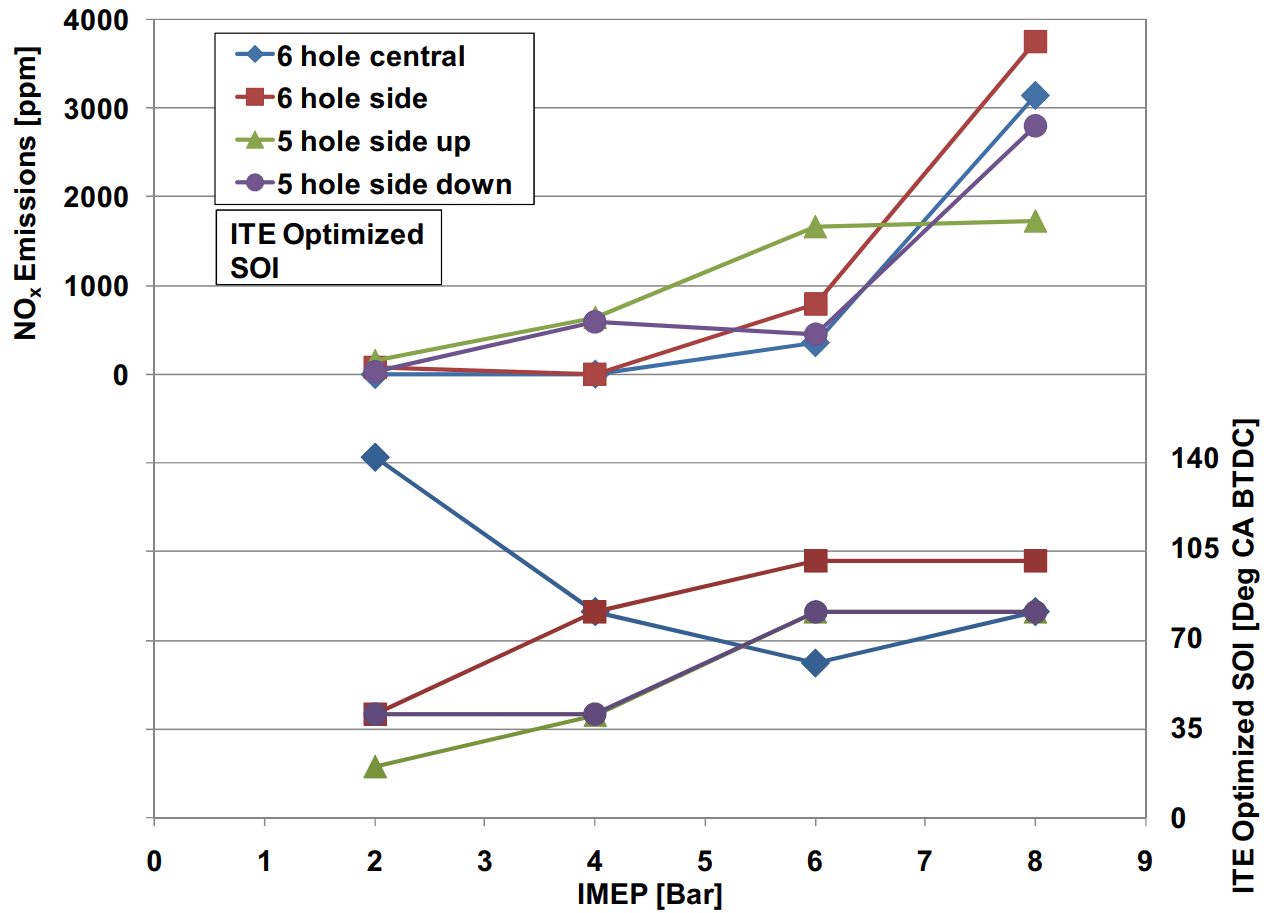 4000
3000
2000
1000
0
NOx Emissions [ppm]
6 hole central
6 hole side
5 hole side up
5 hole side down
ITE Optimized
SOI
140
105
70
35
0
ITE Optimized SOI [Deg CA BTDC]
0 1 2 3 4 5 6 7 8 9
IMEP [Bar]